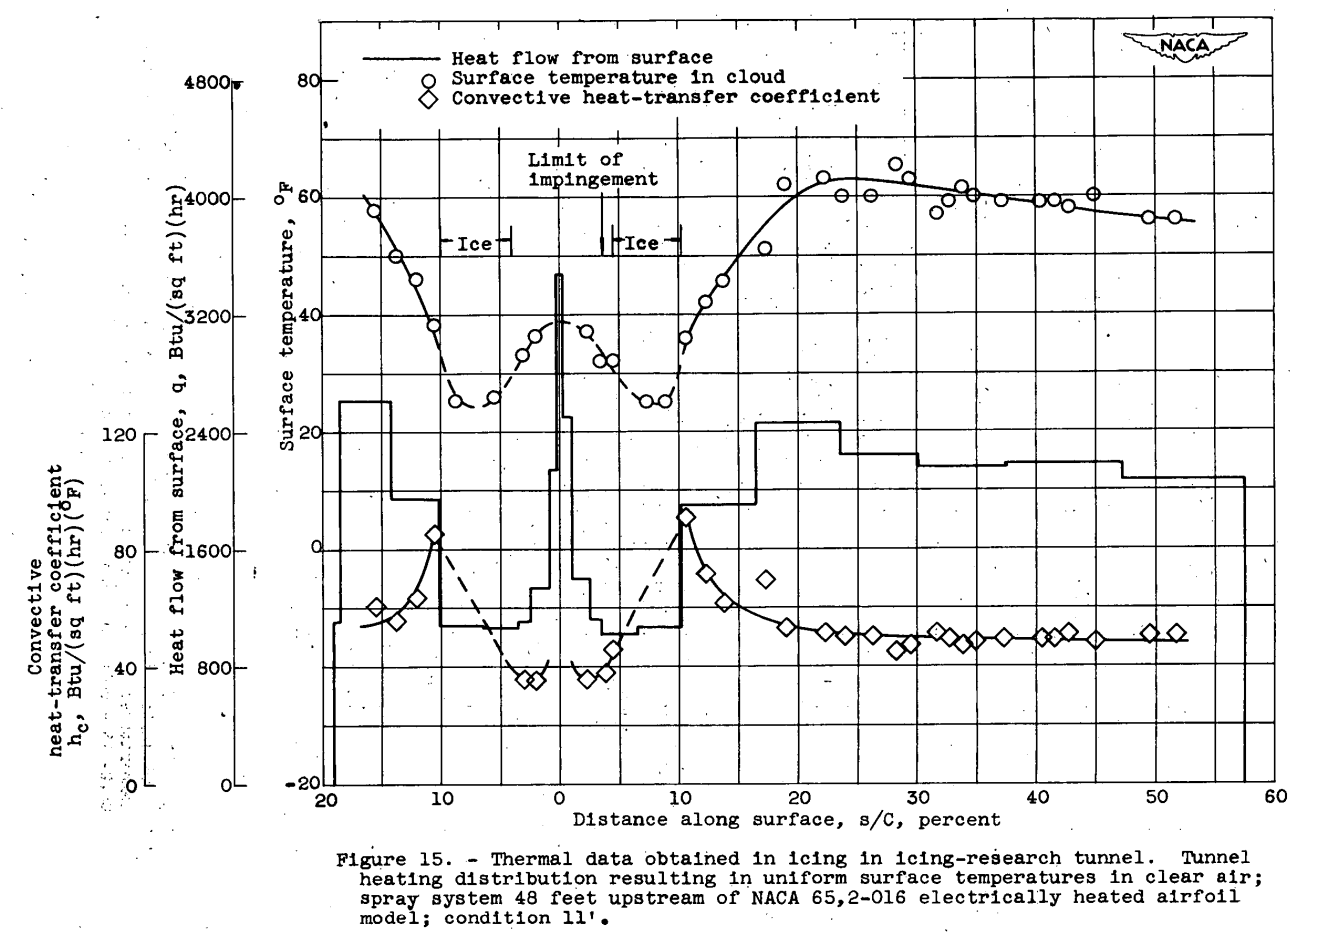 NACA
Heat flow from surface
Surface temperature in cloud
Convective heat-transfer coefficient
Limit of
impingement
Ice
Ice
Convective
heat-transfer coefficient
hc, Btu/(sq ft)(hr)(°F)
120
80
40
0
Heat flow from surface, q, Btu/(sq ft)(hr)
4800
4000
3200
2400
1600
800
0
Surface temperature, °F
80
60
40
20
0
-20
20 10 0 10 20 30 40 50 60
Distance along surface, s/C, percent
Figure 15. - Thermal data obtained in icing in icing-research tunnel. Tunnel
heating distribution resulting in uniform surface temperatures in clear air;
spray system 48 feet upstream of NACA 65,2-016 electrically heated airfoil
model; condition 11'.